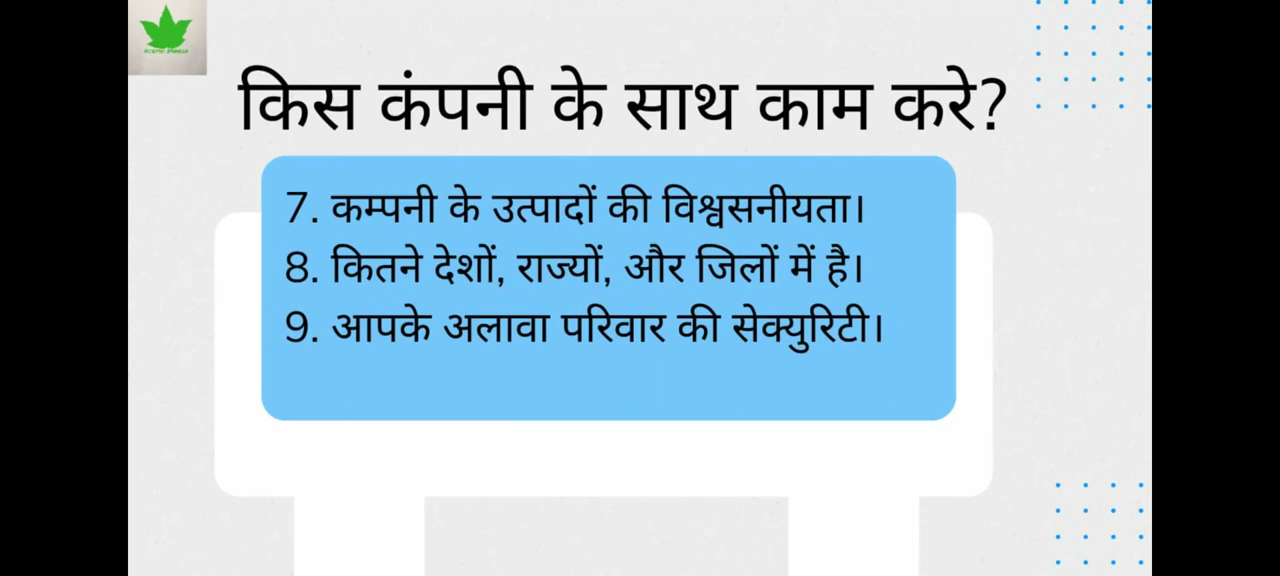 किस कंपनी के साथ काम करे?
7. कम्पनी के उत्पादों की विश्वसनीयता।
8. कितने देशों, राज्यों, और जिलों में है।
9. आपके अलावा परिवार की सेक्युरिटी।